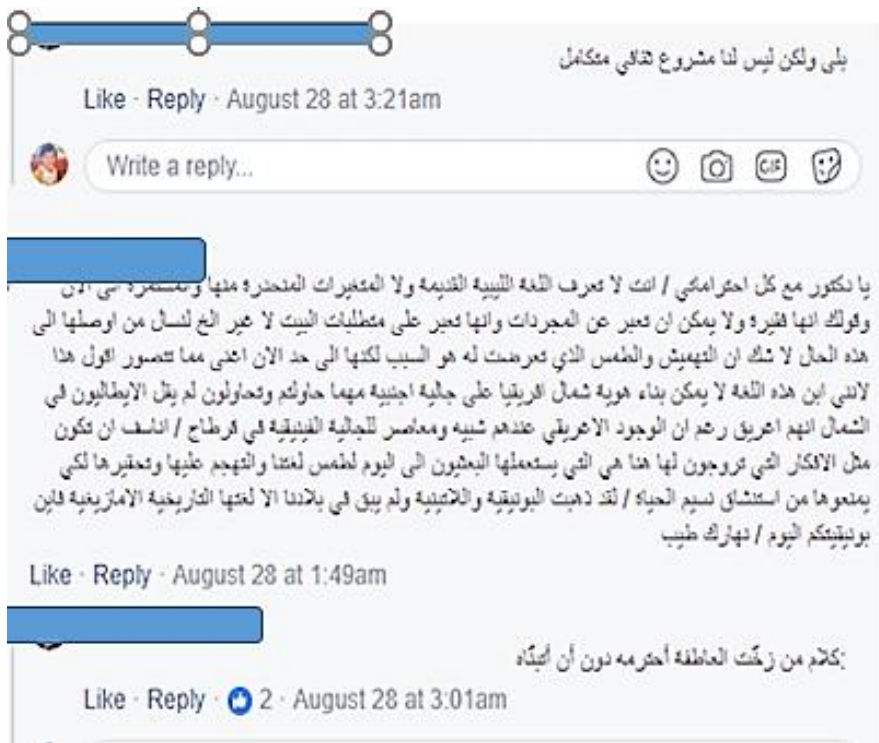 بلى ولكن ليس لنا مشروع ثقافي متكامل
Like · Reply · August 28 at 3:21am
Write a reply...
GIF
يا دكتور مع كل احتراماتي / انت لا تعرف اللغة الليبية القديمة ولا المتغيرات المنحدرة منها والمستمرة الى الان
وقولك انها فقيرة ولا يمكن ان تعبر عن المجردات وانها تعبر على متطلبات البيت لا غير الخ لنسال من اوصلها الى
هذه الحال لا شك ان التهميش والطمس الذي تعرضت له هو السبب لكنها الى حد الان اغنى مما تتصور اقول هذا
لانني ابن هذه اللغة لا يمكن بناء هوية شمال افريقيا على جالية اجنبية مهما حاولتم وتحاولون لم يقل الايطاليون في
الشمال انهم اغريق رغم ان الوجود الاغريقي عندهم شبيه ومعاصر للجالية الفينيقية في قرطاج / اتاسف ان تكون
مثل الافكار التي تروجون لها هنا هي التي يستعملها البعثيون الى اليوم لطمس لغتنا والتهجم عليها وتحقيرها لكي
يمنعوها من استنشاق نسيم الحياة / لقد ذهبت البونيقية واللاتينية ولم يبق في بلادنا الا لغتها التاريخية الامازيغية فاين
بونيقيتكم اليوم / نهارك طيب
Like · Reply · August 28 at 1:49am
:كلام من زخّت العاطفة أحترمه دون أن أتبنّاه
Like · Reply · 2 · August 28 at 3:01am